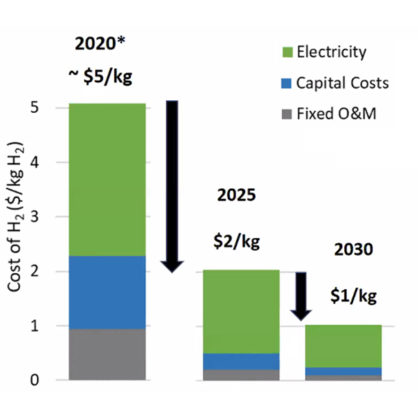 2020*
~ $5/kg
Electricity
Capital Costs
Fixed O&M
Cost of H₂ ($/kg H₂)
5
4
3
2
1
0
2025
$2/kg
2030
$1/kg